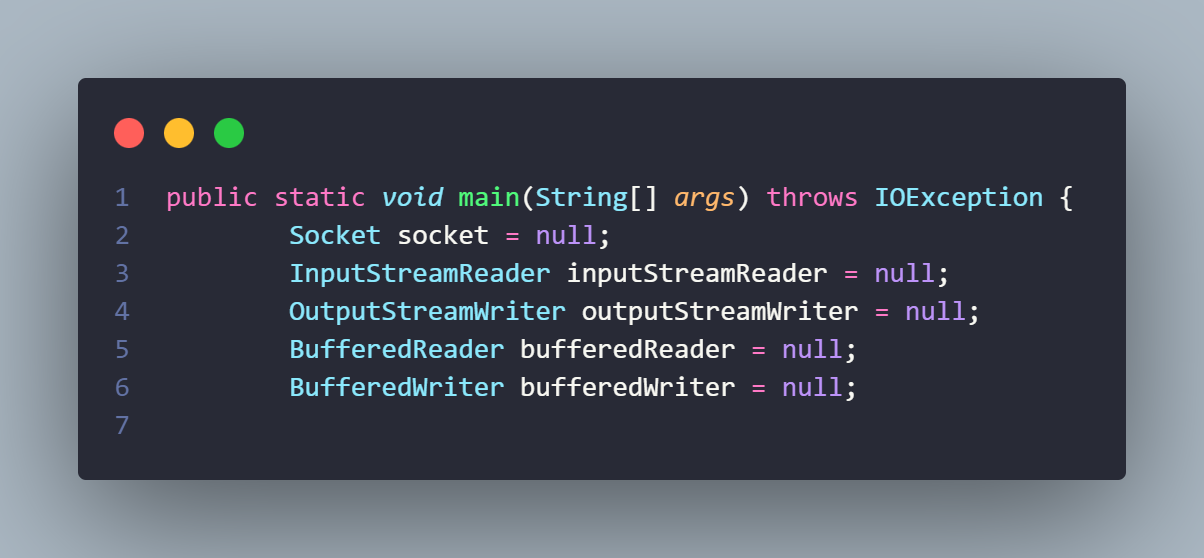 1 public static void main(String[] args) throws IOException {
2         Socket socket = null;
3         InputStreamReader inputStreamReader = null;
4         OutputStreamWriter outputStreamWriter = null;
5         BufferedReader bufferedReader = null;
6         BufferedWriter bufferedWriter = null;
7